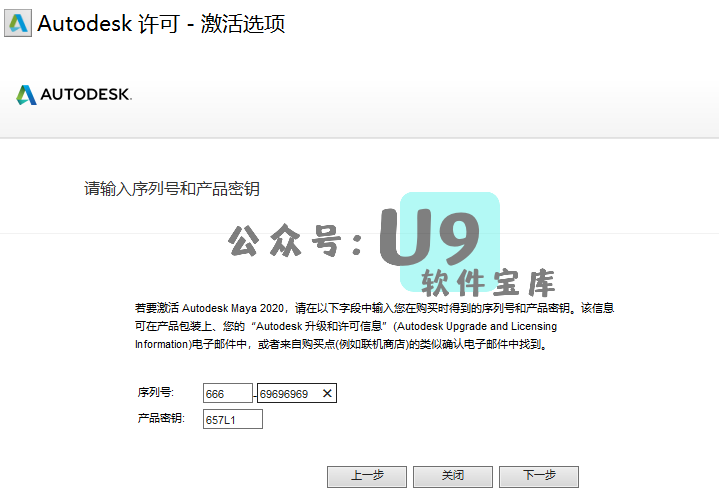 Autodesk 许可 - 激活选项
AUTODESK.
请输入序列号和产品密钥
公众号: U9
软件宝库
若要激活 Autodesk Maya 2020，请在以下字段中输入您在购买时得到的序列号和产品密钥。该信息
可在产品包装上、您的“Autodesk 升级和许可信息”(Autodesk Upgrade and Licensing
Information)电子邮件中，或者来自购买点(例如联机商店)的类似确认电子邮件中找到。
序列号: 666 - 69696969 ✕
产品密钥: 657L1
上一步 关闭 下一步